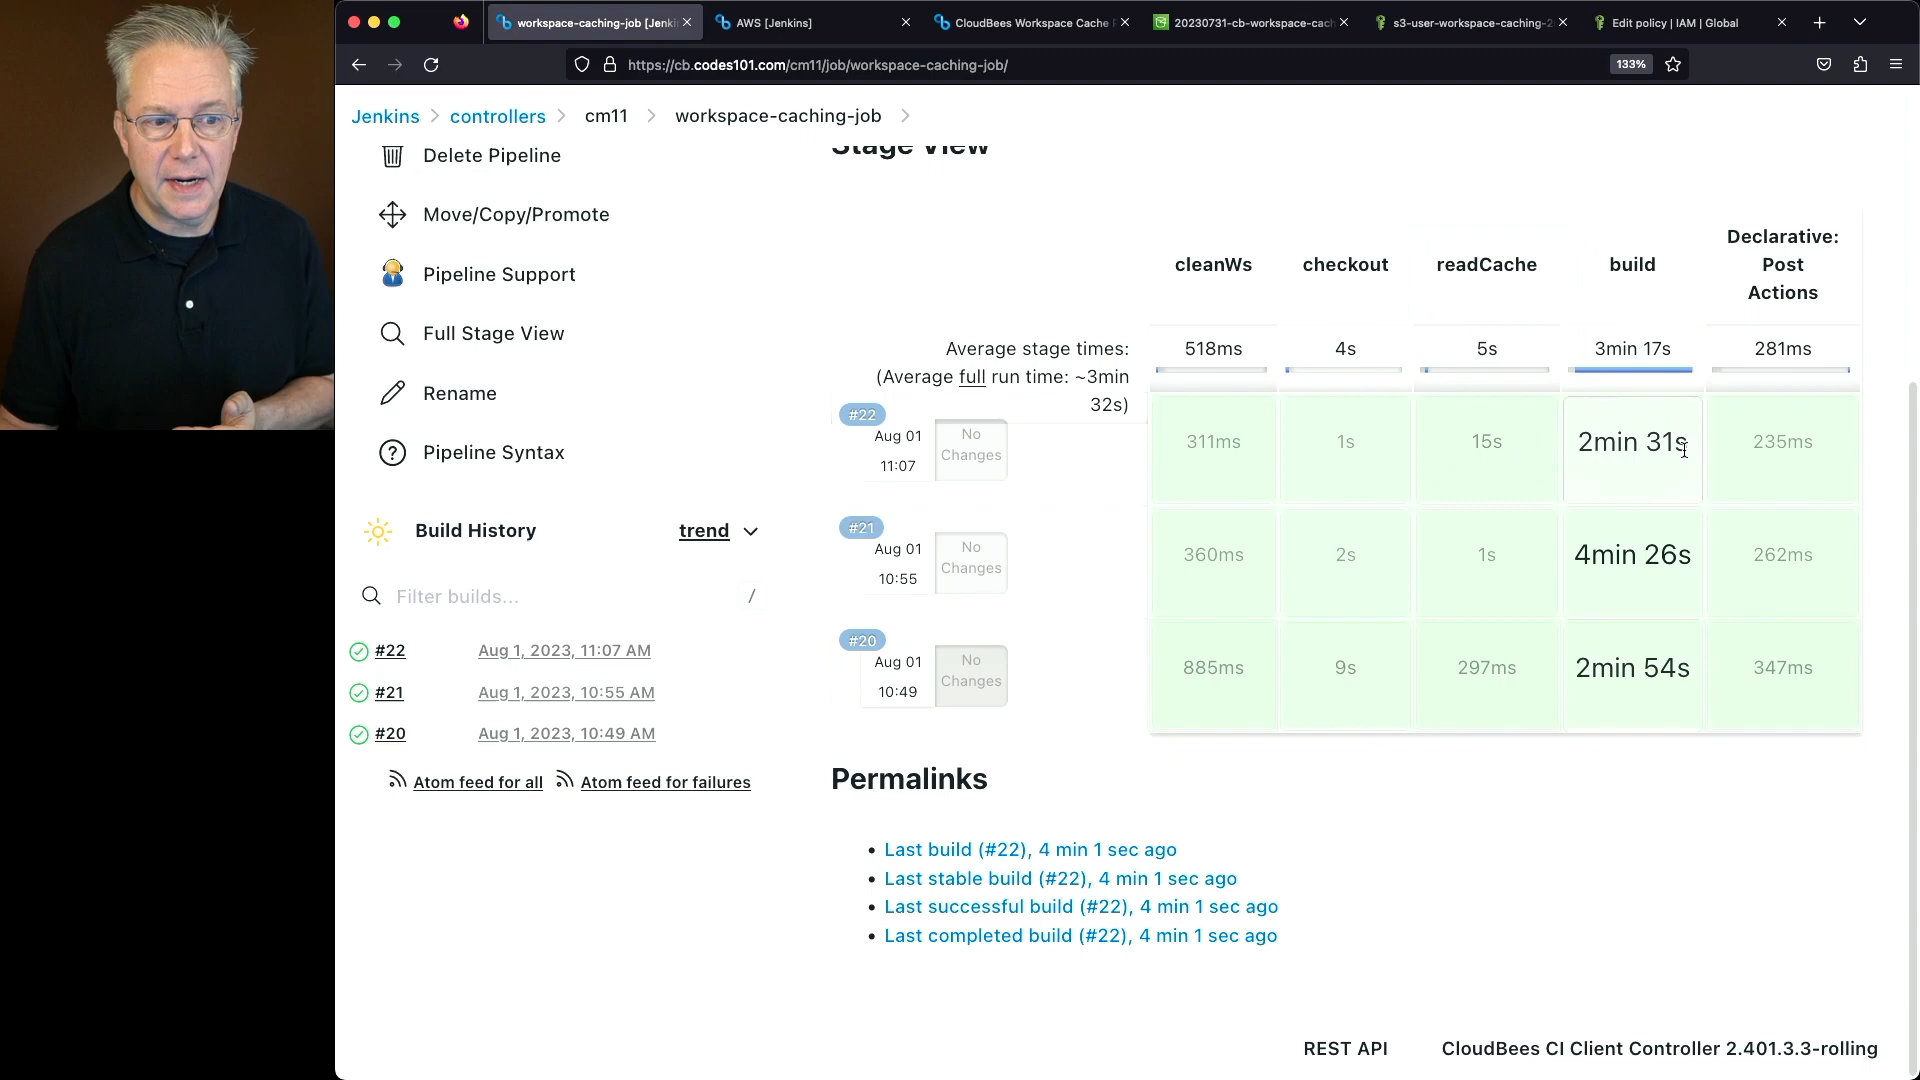 workspace-caching-job [Jenki
AWS [Jenkins]
CloudBees Workspace Cache P
20230731-cb-workspace-cach
s3-user-workspace-caching-2
Edit policy | IAM | Global
https://cb.codes101.com/cm11/job/workspace-caching-job/
133%
Jenkins
controllers
cm11
workspace-caching-job
Delete Pipeline
Move/Copy/Promote
Pipeline Support
Full Stage View
Rename
Pipeline Syntax
Build History
trend
Filter builds...
/
#22 Aug 1, 2023, 11:07 AM
#21 Aug 1, 2023, 10:55 AM
#20 Aug 1, 2023, 10:49 AM
Atom feed for all
Atom feed for failures
Stage View
cleanWs
checkout
readCache
build
Declarative:
Post
Actions
Average stage times:
(Average full run time: ~3min
32s)
518ms
4s
5s
3min 17s
281ms
#22
Aug 01
11:07
No
Changes
311ms
1s
15s
2min 31s
235ms
#21
Aug 01
10:55
No
Changes
360ms
2s
1s
4min 26s
262ms
#20
Aug 01
10:49
No
Changes
885ms
9s
297ms
2min 54s
347ms
Permalinks
Last build (#22), 4 min 1 sec ago
Last stable build (#22), 4 min 1 sec ago
Last successful build (#22), 4 min 1 sec ago
Last completed build (#22), 4 min 1 sec ago
REST API
CloudBees CI Client Controller 2.401.3.3-rolling